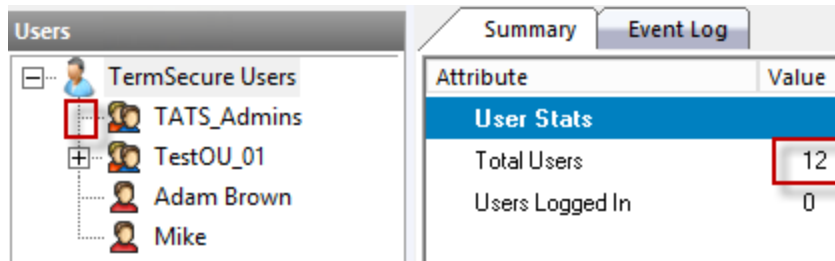 Users
TermSecure Users
TATS_Admins
TestOU_01
Adam Brown
Mike
Summary Event Log
Attribute Value
User Stats
Total Users 12
Users Logged In 0